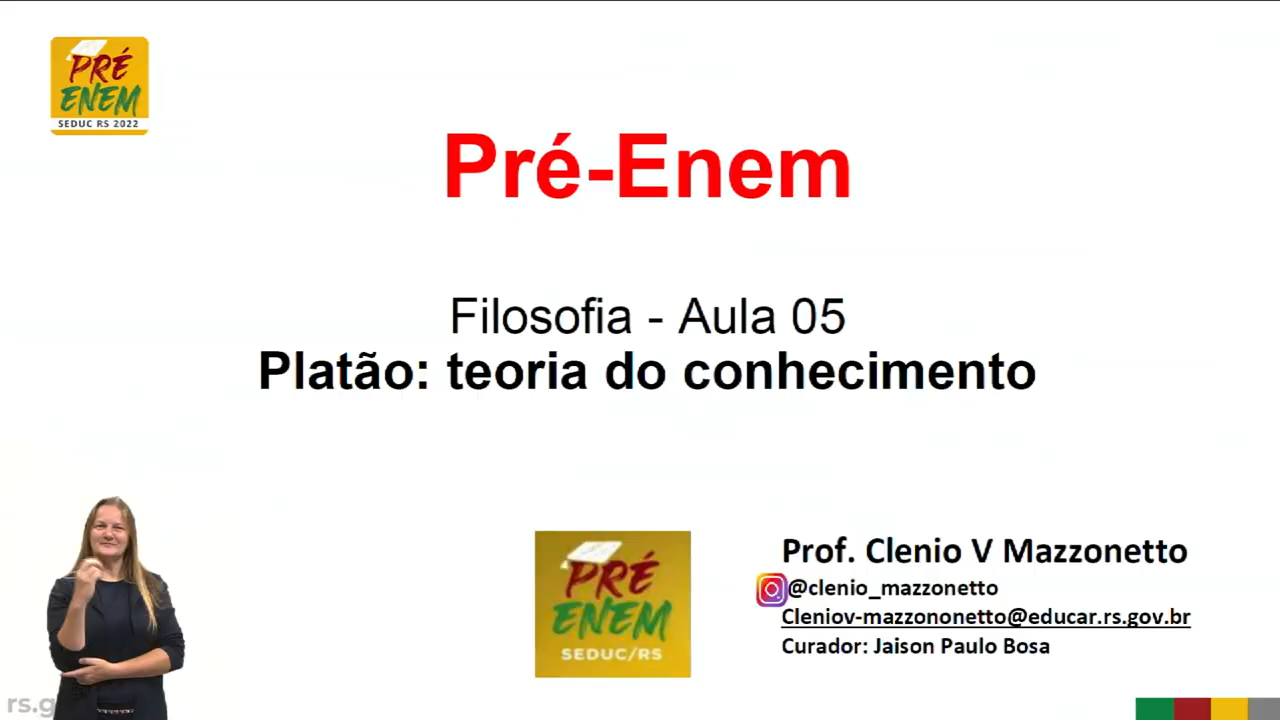 PRÉ
ENEM
SEDUC RS 2022
Pré-Enem
Filosofia - Aula 05
Platão: teoria do conhecimento
PRÉ
ENEM
SEDUC/RS
Prof. Clenio V Mazzonetto
@clenio_mazzonetto
Cleniov-mazzononetto@educar.rs.gov.br
Curador: Jaison Paulo Bosa
rs.g